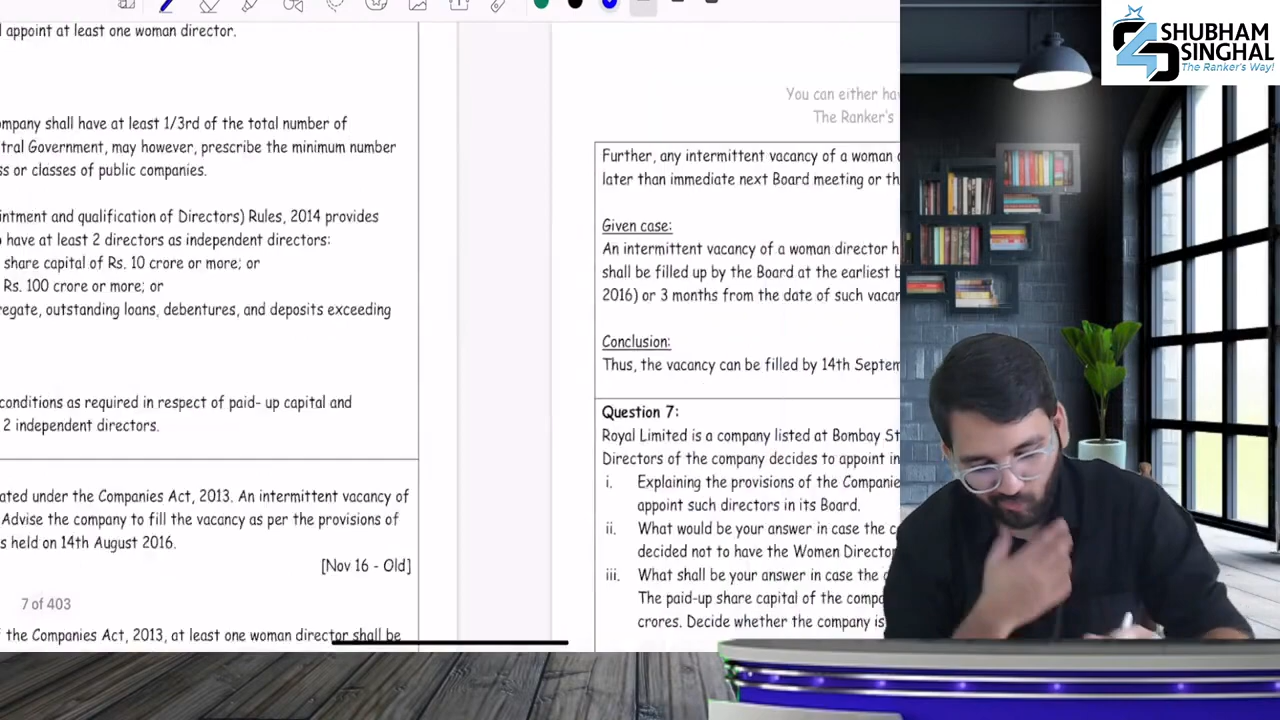 l appoint at least one woman director.
ompany shall have at least 1/3rd of the total number of
tral Government, may however, prescribe the minimum number
ss or classes of public companies.
intment and qualification of Directors) Rules, 2014 provides
o have at least 2 directors as independent directors:
share capital of Rs. 10 crore or more; or
Rs. 100 crore or more; or
regate, outstanding loans, debentures, and deposits exceeding
conditions as required in respect of paid- up capital and
2 independent directors.
ated under the Companies Act, 2013. An intermittent vacancy of
Advise the company to fill the vacancy as per the provisions of
s held on 14th August 2016.
[Nov 16 - Old]
7 of 403
f the Companies Act, 2013, at least one woman director shall be
You can either ha
The Ranker's
Further, any intermittent vacancy of a woman
later than immediate next Board meeting or th
Given case:
An intermittent vacancy of a woman director h
shall be filled up by the Board at the earliest b
2016) or 3 months from the date of such vacan
Conclusion:
Thus, the vacancy can be filled by 14th Septem
Question 7:
Royal Limited is a company listed at Bombay St
Directors of the company decides to appoint in
i. Explaining the provisions of the Companie
appoint such directors in its Board.
ii. What would be your answer in case the c
decided not to have the Women Director
iii. What shall be your answer in case the
The paid-up share capital of the compa
crores. Decide whether the company is
SHUBHAM
SINGHAL
The Ranker's Way!